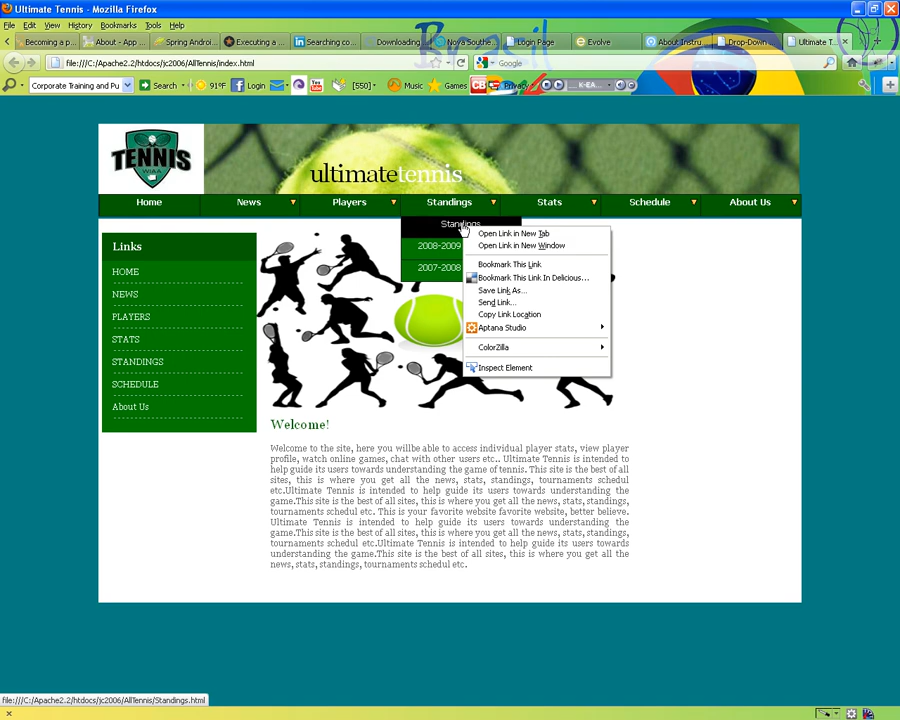 Ultimate Tennis - Mozilla Firefox
File Edit View History Bookmarks Tools Help
Becoming a p... About - App ... Spring Androi... Executing a ... Searching co... Downloading... Nova Southe... Login Page Evolve About Instru Drop-Down ... Ultimate T...
file:///C:/Apache2.2/htdocs/jc2006/AllTennis/index.html Google
Corporate Training and Pu Search 91°F Login [550] Music Games CB Privacy K-EA...
Brasil
TENNIS
WIAA
ultimatetennis
Home News Players Standings Stats Schedule About Us
Standings
2008-2009
2007-2008
Open Link in New Tab
Open Link in New Window
Bookmark This Link
Bookmark This Link In Delicious...
Save Link As...
Send Link...
Copy Link Location
Aptana Studio
ColorZilla
Inspect Element
Links
HOME
NEWS
PLAYERS
STATS
STANDINGS
SCHEDULE
About Us
Welcome!
Welcome to the site, here you willbe able to access individual player stats, view player
profile, watch online games, chat with other users etc.. Ultimate Tennis is intended to
help guide its users towards understanding the game of tennis. This site is the best of all
sites, this is where you get all the news, stats, standings, tournaments schedul
etc.Ultimate Tennis is intended to help guide its users towards understanding the
game.This site is the best of all sites, this is where you get all the news, stats, standings,
tournaments schedul etc. This is your favorite website favorite website, better believe.
Ultimate Tennis is intended to help guide its users towards understanding the
game.This site is the best of all sites, this is where you get all the news, stats, standings,
tournaments schedul etc.Ultimate Tennis is intended to help guide its users towards understanding the
game.This site is the best of all sites, this is where you get all the
news, stats, standings, tournaments schedul etc.
file:///C:/Apache2.2/htdocs/jc2006/AllTennis/Standings.html